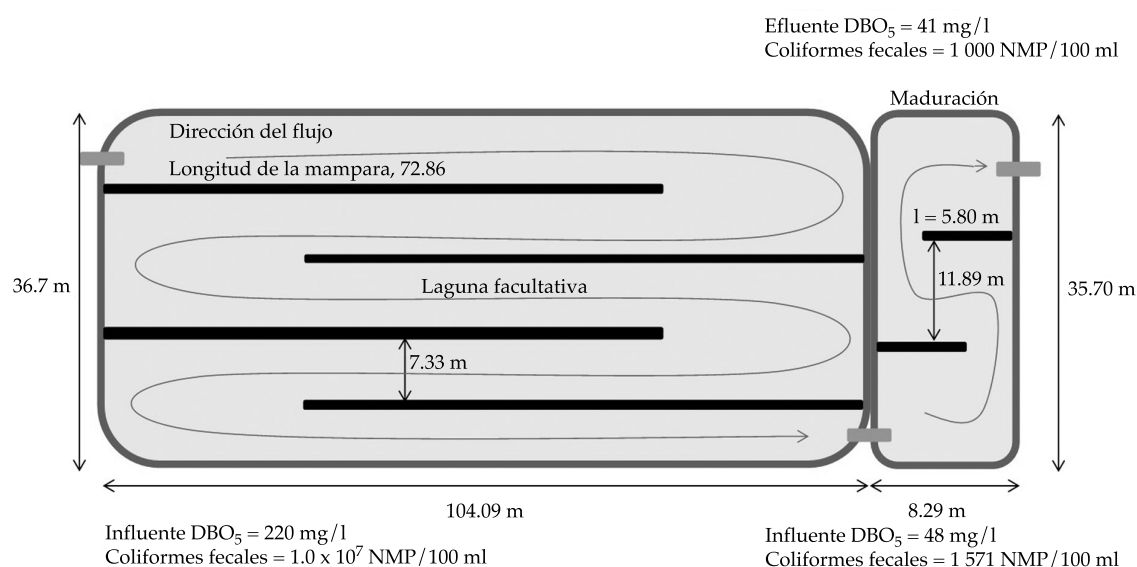 Efluente DBO₅ = 41 mg/l
Coliformes fecales = 1 000 NMP/100 ml
Maduración
Dirección del flujo
Longitud de la mampara, 72.86
l = 5.80 m
11.89 m
36.7 m
Laguna facultativa
35.70 m
7.33 m
104.09 m
8.29 m
Influente DBO₅ = 220 mg/l
Coliformes fecales = 1.0 x 10⁷ NMP/100 ml
Influente DBO₅ = 48 mg/l
Coliformes fecales = 1 571 NMP/100 ml